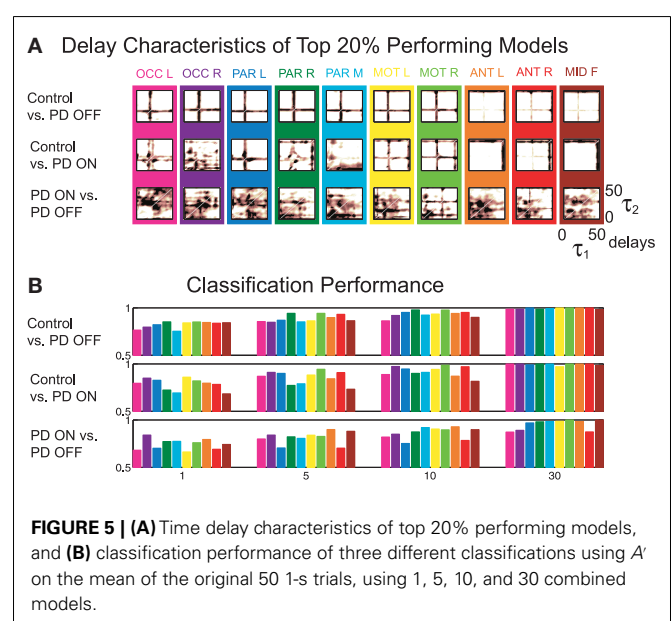 A Delay Characteristics of Top 20% Performing Models
OCC L OCC R PAR L PAR R PAR M MOT L MOT R ANT L ANT R MID F
Control
vs. PD OFF
Control
vs. PD ON
PD ON vs.
PD OFF
50
τ2
0
0 50
τ1 delays
B Classification Performance
Control
vs. PD OFF
1
0.5
Control
vs. PD ON
1
0.5
PD ON vs.
PD OFF
1
0.5
1 5 10 30
FIGURE 5 | (A) Time delay characteristics of top 20% performing models,
and (B) classification performance of three different classifications using A′
on the mean of the original 50 1-s trials, using 1, 5, 10, and 30 combined
models.